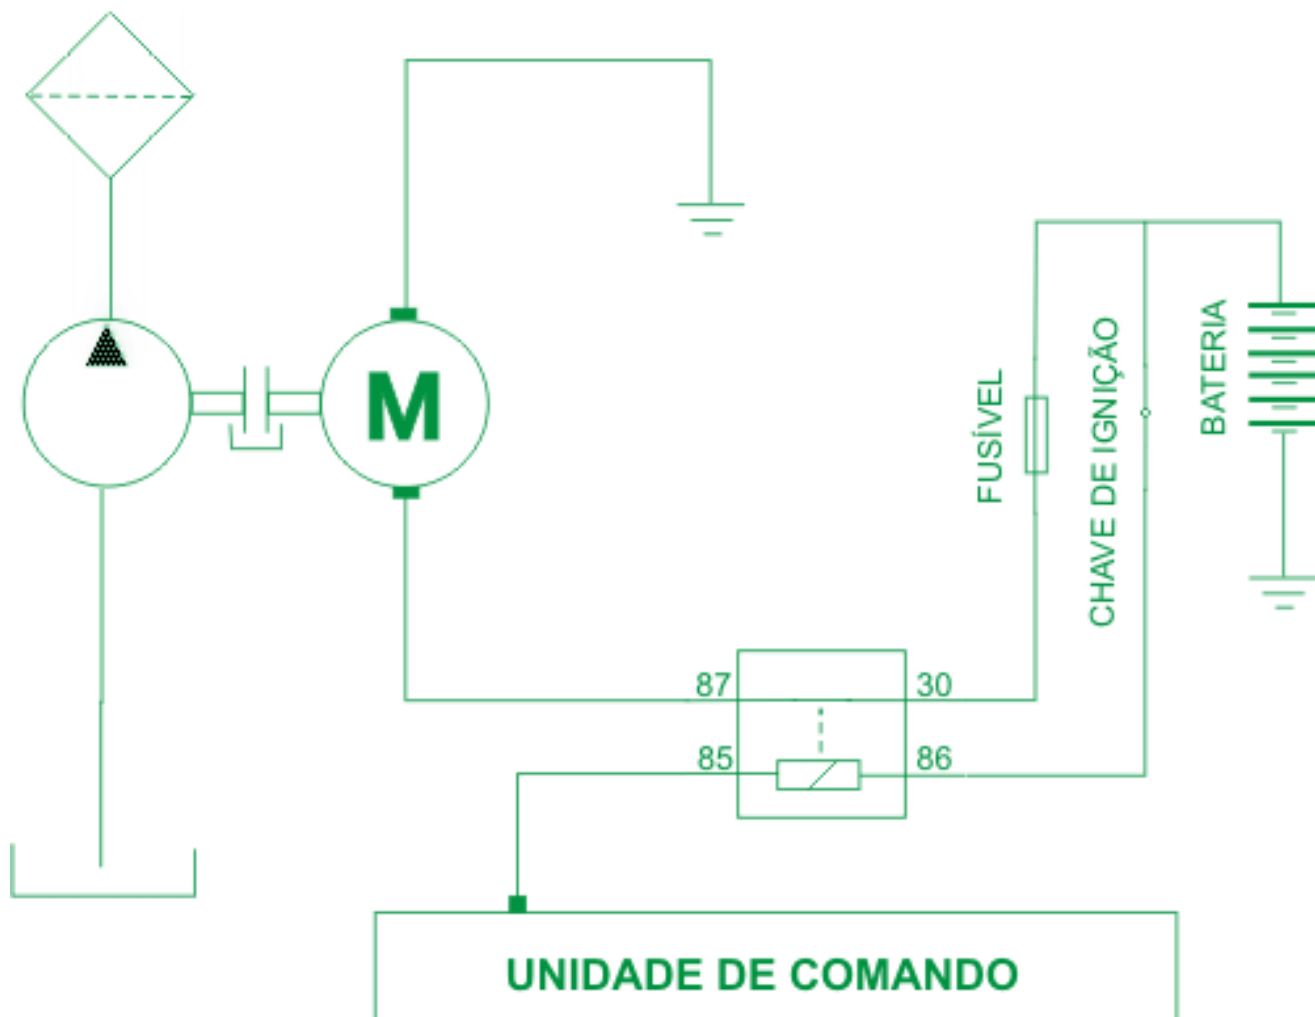 M
FUSÍVEL
CHAVE DE IGNIÇÃO
BATERIA
87
30
85
86
UNIDADE DE COMANDO